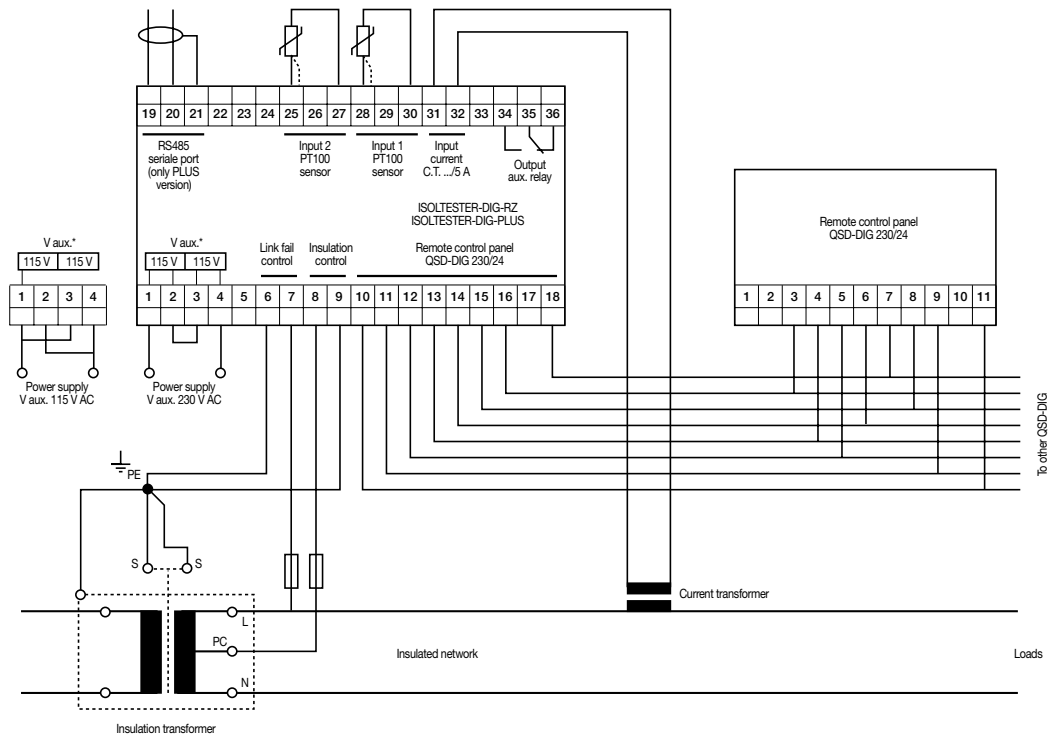 19 20 21 22 23 24 25 26 27 28 29 30 31 32 33 34 35 36
RS485
seriale port
(only PLUS
version)
Input 2
PT100
sensor
Input 1
PT100
sensor
Input
current
C.T. .../5 A
Output
aux. relay
ISOLTESTER-DIG-RZ
ISOLTESTER-DIG-PLUS
V aux.*
115 V 115 V
Link fail
control
Insulation
control
Remote control panel
QSD-DIG 230/24
1 2 3 4 5 6 7 8 9 10 11 12 13 14 15 16 17 18
V aux.*
115 V 115 V
1 2 3 4
Power supply
V aux. 115 V AC
Power supply
V aux. 230 V AC
Remote control panel
QSD-DIG 230/24
1 2 3 4 5 6 7 8 9 10 11
To other QSD-DIG
PE
S S
L
PC
N
Current transformer
Insulated network
Loads
Insulation transformer